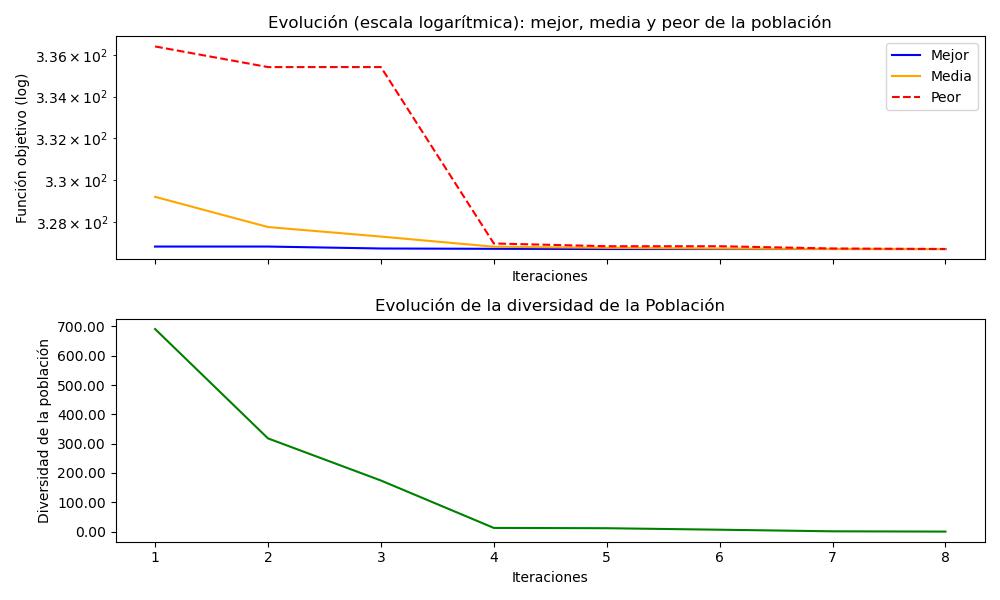 Evolución (escala logarítmica): mejor, media y peor de la población
Función objetivo (log)
3.36 × 10²
3.34 × 10²
3.32 × 10²
3.3 × 10²
3.28 × 10²
Mejor
Media
Peor
Iteraciones
Evolución de la diversidad de la Población
Diversidad de la población
700.00
600.00
500.00
400.00
300.00
200.00
100.00
0.00
1 2 3 4 5 6 7 8
Iteraciones